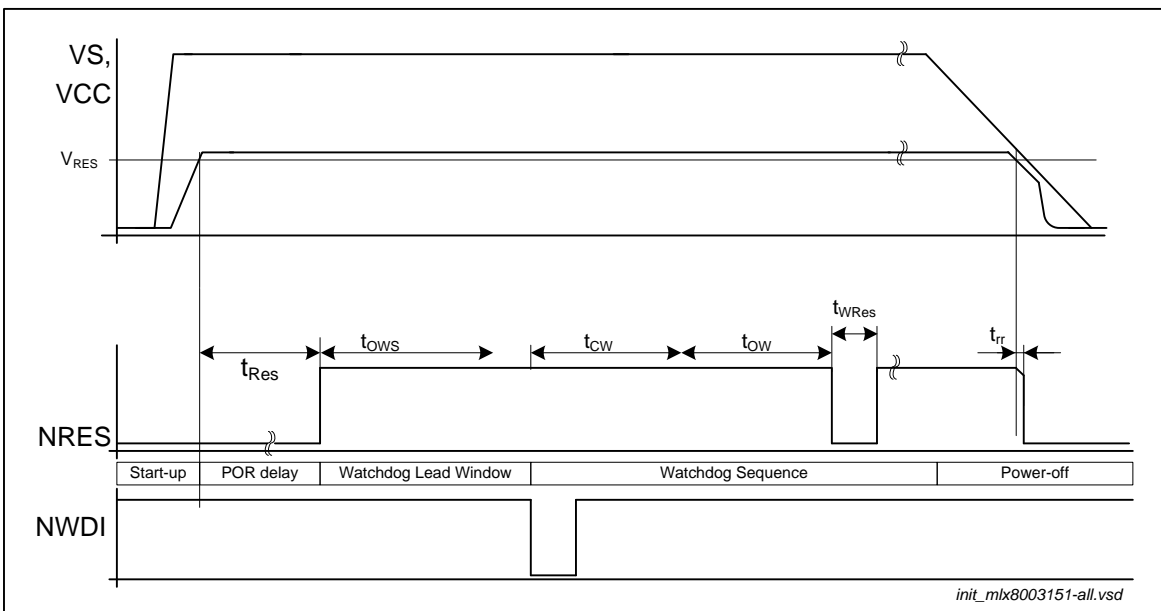 VS,
VCC
VRES
tRes
tOWS
tCW
tOW
tWRes
trr
NRES
Start-up POR delay Watchdog Lead Window Watchdog Sequence Power-off
NWDI
init_mlx8003151-all.vsd